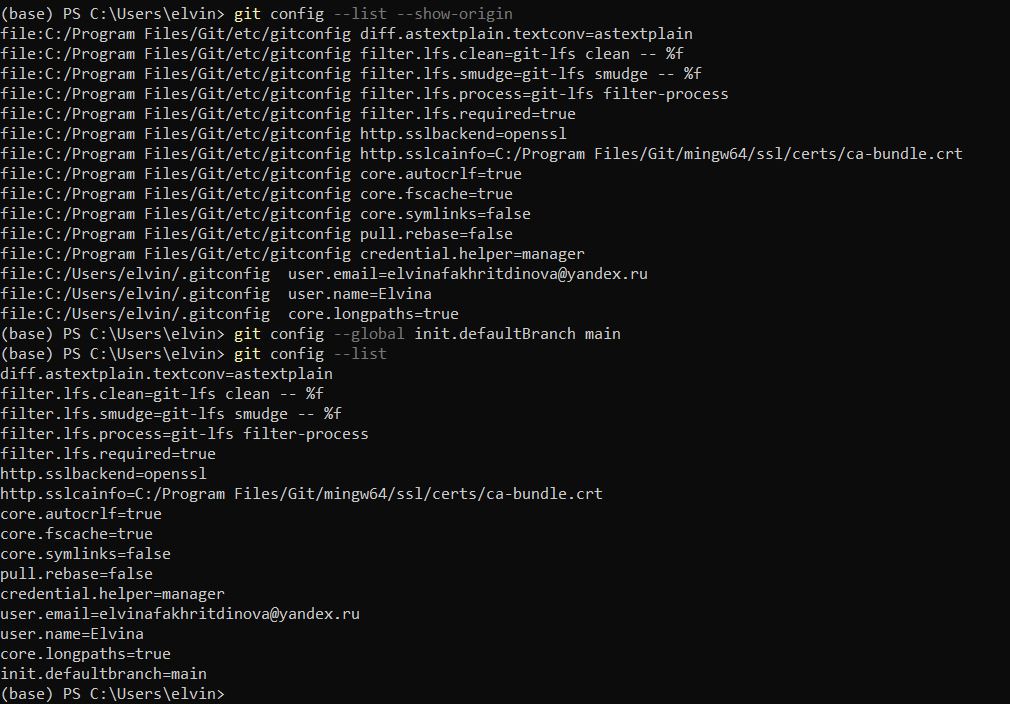 (base) PS C:\Users\elvin> git config --list --show-origin
file:C:/Program Files/Git/etc/gitconfig diff.astextplain.textconv=astextplain
file:C:/Program Files/Git/etc/gitconfig filter.lfs.clean=git-lfs clean -- %f
file:C:/Program Files/Git/etc/gitconfig filter.lfs.smudge=git-lfs smudge -- %f
file:C:/Program Files/Git/etc/gitconfig filter.lfs.process=git-lfs filter-process
file:C:/Program Files/Git/etc/gitconfig filter.lfs.required=true
file:C:/Program Files/Git/etc/gitconfig http.sslbackend=openssl
file:C:/Program Files/Git/etc/gitconfig http.sslcainfo=C:/Program Files/Git/mingw64/ssl/certs/ca-bundle.crt
file:C:/Program Files/Git/etc/gitconfig core.autocrlf=true
file:C:/Program Files/Git/etc/gitconfig core.fscache=true
file:C:/Program Files/Git/etc/gitconfig core.symlinks=false
file:C:/Program Files/Git/etc/gitconfig pull.rebase=false
file:C:/Program Files/Git/etc/gitconfig credential.helper=manager
file:C:/Users/elvin/.gitconfig  user.email=elvinafakhritdinova@yandex.ru
file:C:/Users/elvin/.gitconfig  user.name=Elvina
file:C:/Users/elvin/.gitconfig  core.longpaths=true
(base) PS C:\Users\elvin> git config --global init.defaultBranch main
(base) PS C:\Users\elvin> git config --list
diff.astextplain.textconv=astextplain
filter.lfs.clean=git-lfs clean -- %f
filter.lfs.smudge=git-lfs smudge -- %f
filter.lfs.process=git-lfs filter-process
filter.lfs.required=true
http.sslbackend=openssl
http.sslcainfo=C:/Program Files/Git/mingw64/ssl/certs/ca-bundle.crt
core.autocrlf=true
core.fscache=true
core.symlinks=false
pull.rebase=false
credential.helper=manager
user.email=elvinafakhritdinova@yandex.ru
user.name=Elvina
core.longpaths=true
init.defaultbranch=main
(base) PS C:\Users\elvin>